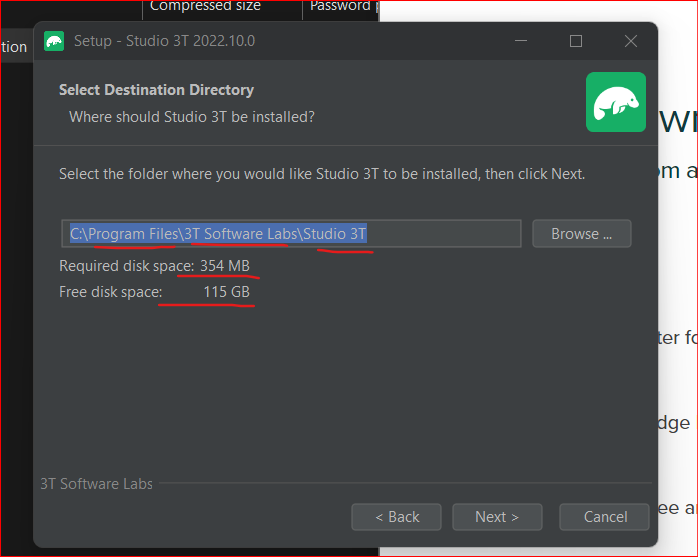 Compressed size Password
tion
Setup - Studio 3T 2022.10.0
Select Destination Directory
Where should Studio 3T be installed?
Select the folder where you would like Studio 3T to be installed, then click Next.
C:\Program Files\3T Software Labs\Studio 3T
Browse ...
Required disk space: 354 MB
Free disk space: 115 GB
3T Software Labs
< Back Next > Cancel
wn
om a
ter fo
dge
ee an